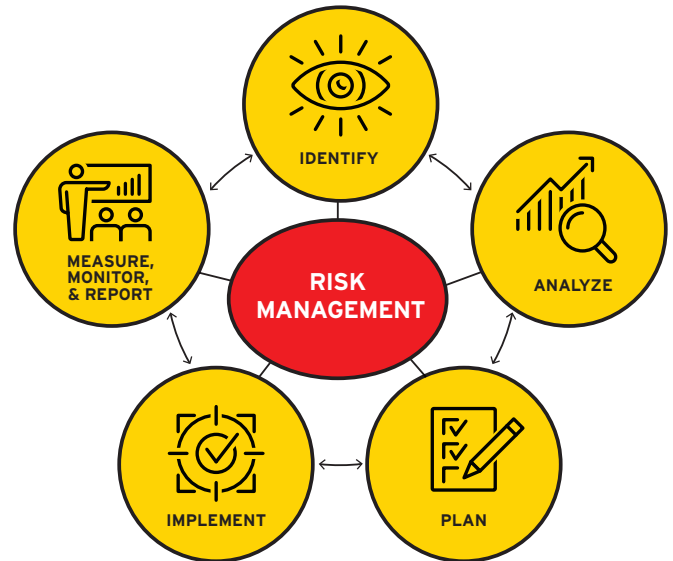 IDENTIFY
ANALYZE
PLAN
IMPLEMENT
MEASURE,
MONITOR,
& REPORT
RISK
MANAGEMENT